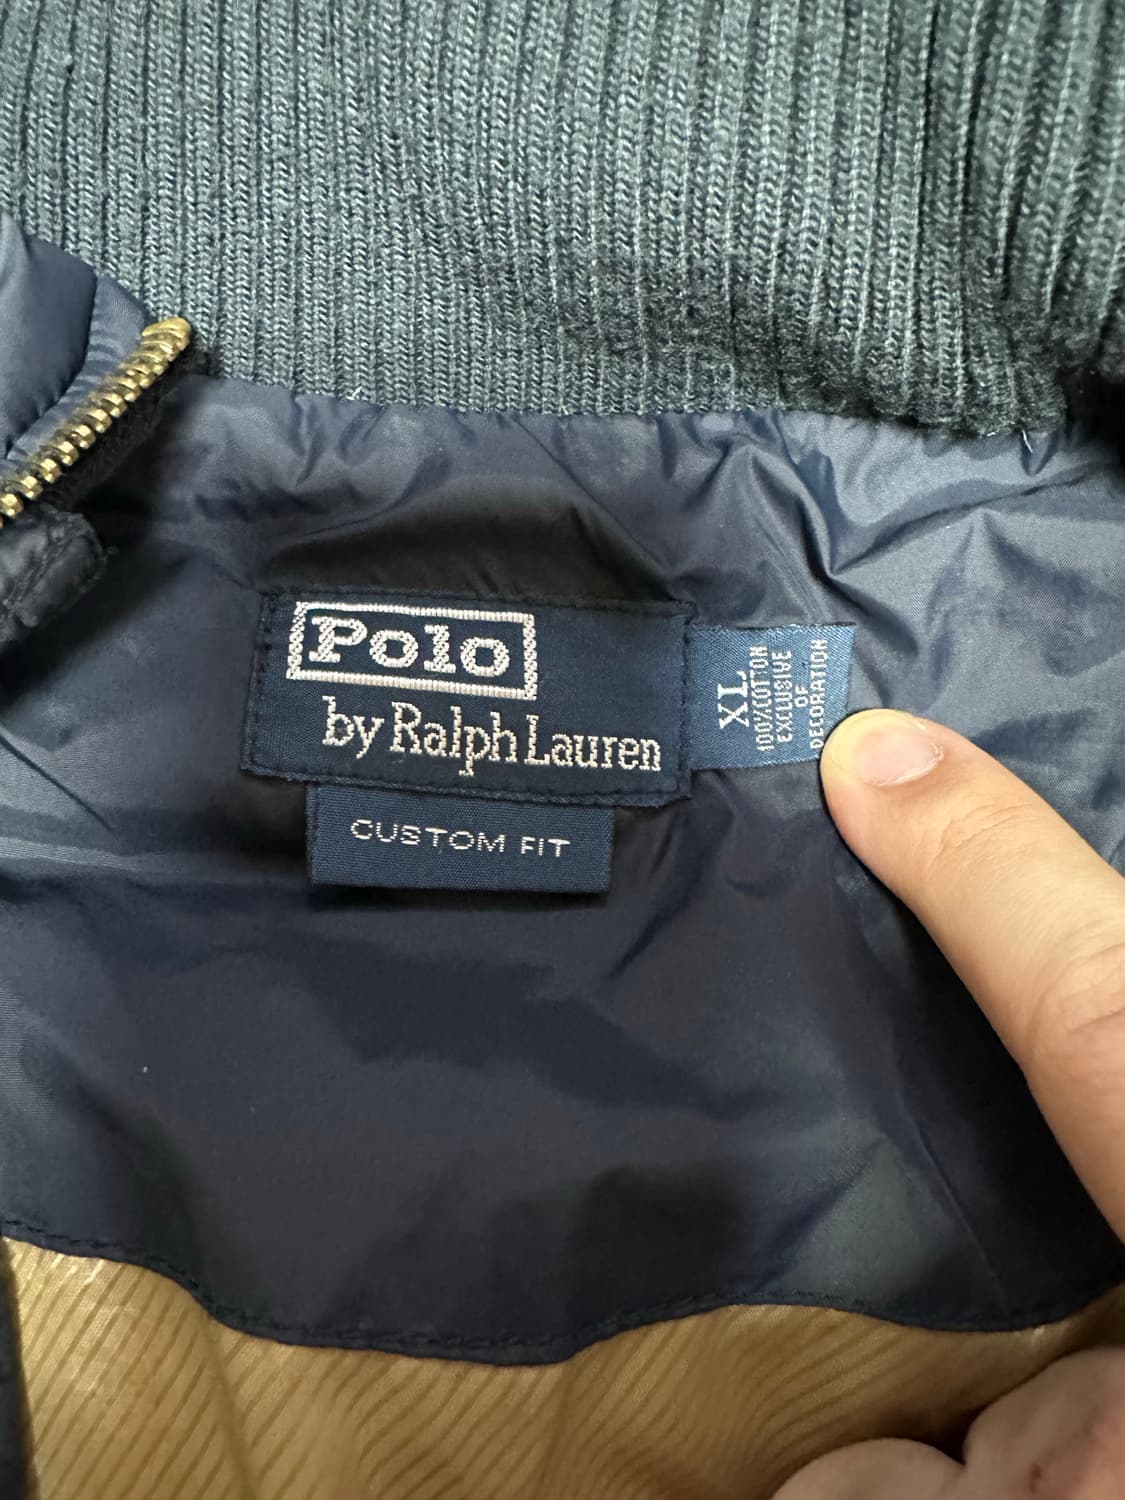 Polo
by Ralph Lauren
CUSTOM FIT
XL
100% COTTON
EXCLUSIVE
OF
DECORATION